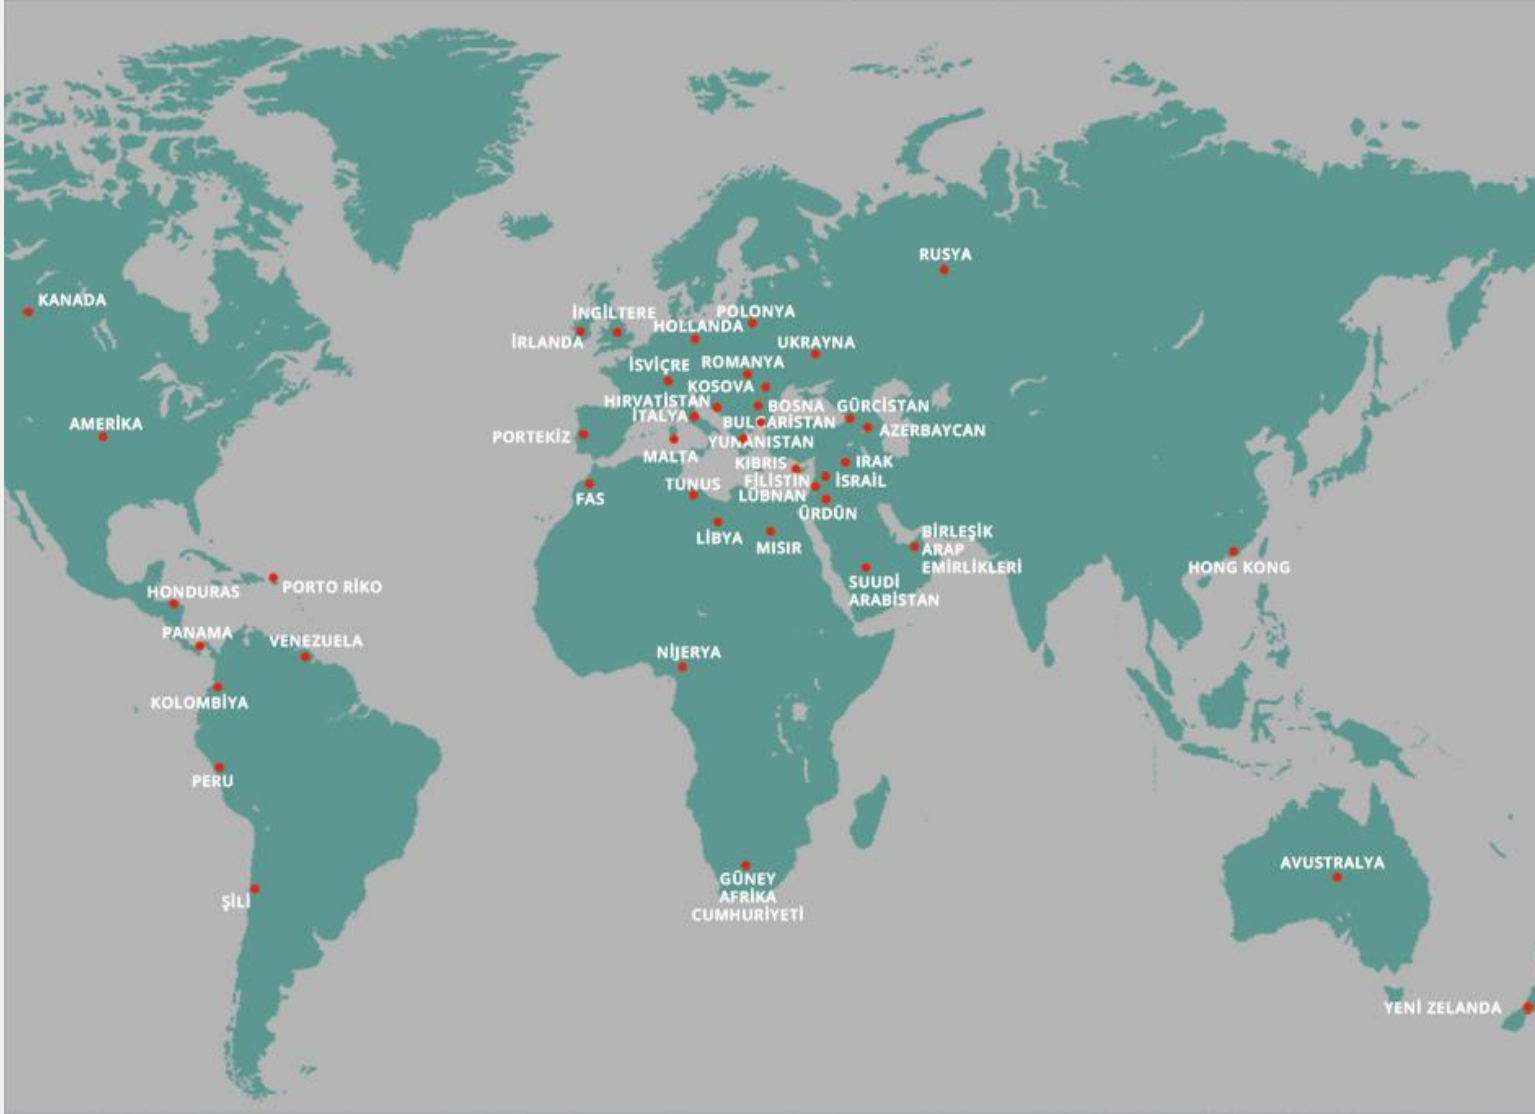 RUSYA
KANADA
İNGİLTERE
POLONYA
HOLLANDA
İRLANDA
UKRAYNA
İSVİÇRE
ROMANYA
KOSOVA
HIRVATİSTAN
BOSNA
GÜRCİSTAN
İTALYA
AMERİKA
BULGARİSTAN
AZERBAYCAN
PORTEKİZ
YUNANİSTAN
MALTA
KIBRIS
IRAK
FİLİSTİN
İSRAİL
TUNUS
LÜBNAN
FAS
ÜRDÜN
LİBYA
MISIR
BİRLEŞİK
ARAP
EMİRLİKLERİ
HONG KONG
SUUDİ
ARABİSTAN
PORTO RİKO
HONDURAS
PANAMA
VENEZUELA
NİJERYA
KOLOMBİYA
PERU
AVUSTRALYA
GÜNEY
AFRİKA
CUMHURİYETİ
ŞİLİ
YENİ ZELANDA